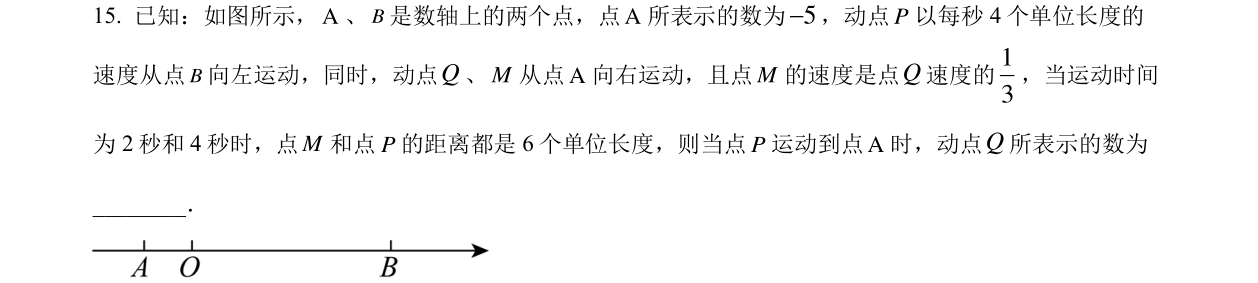 15. 已知：如图所示，A、B是数轴上的两个点，点A所表示的数为−5，动点P以每秒4个单位长度的
速度从点B向左运动，同时，动点Q、M从点A向右运动，且点M的速度是点Q速度的1/3，当运动时间
为2秒和4秒时，点M和点P的距离都是6个单位长度，则当点P运动到点A时，动点Q所表示的数为
________.
A O B